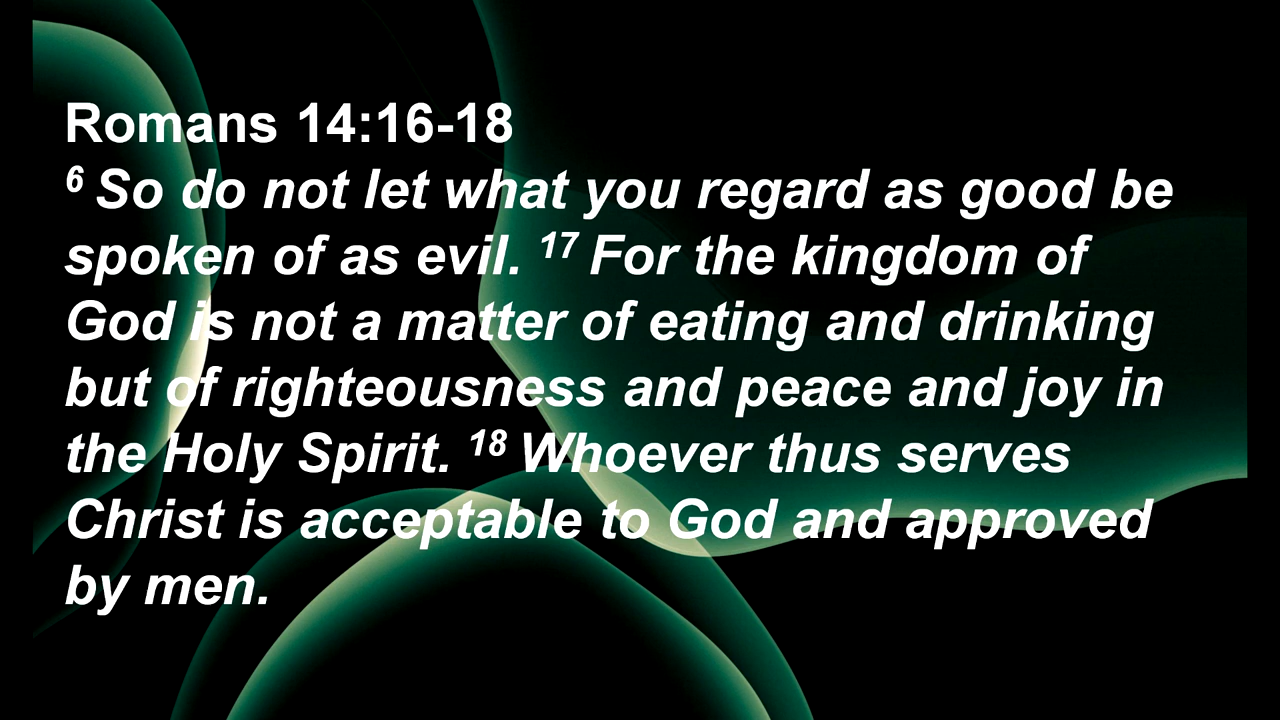 Romans 14:16-18
6 So do not let what you regard as good be
spoken of as evil. 17 For the kingdom of
God is not a matter of eating and drinking
but of righteousness and peace and joy in
the Holy Spirit. 18 Whoever thus serves
Christ is acceptable to God and approved
by men.